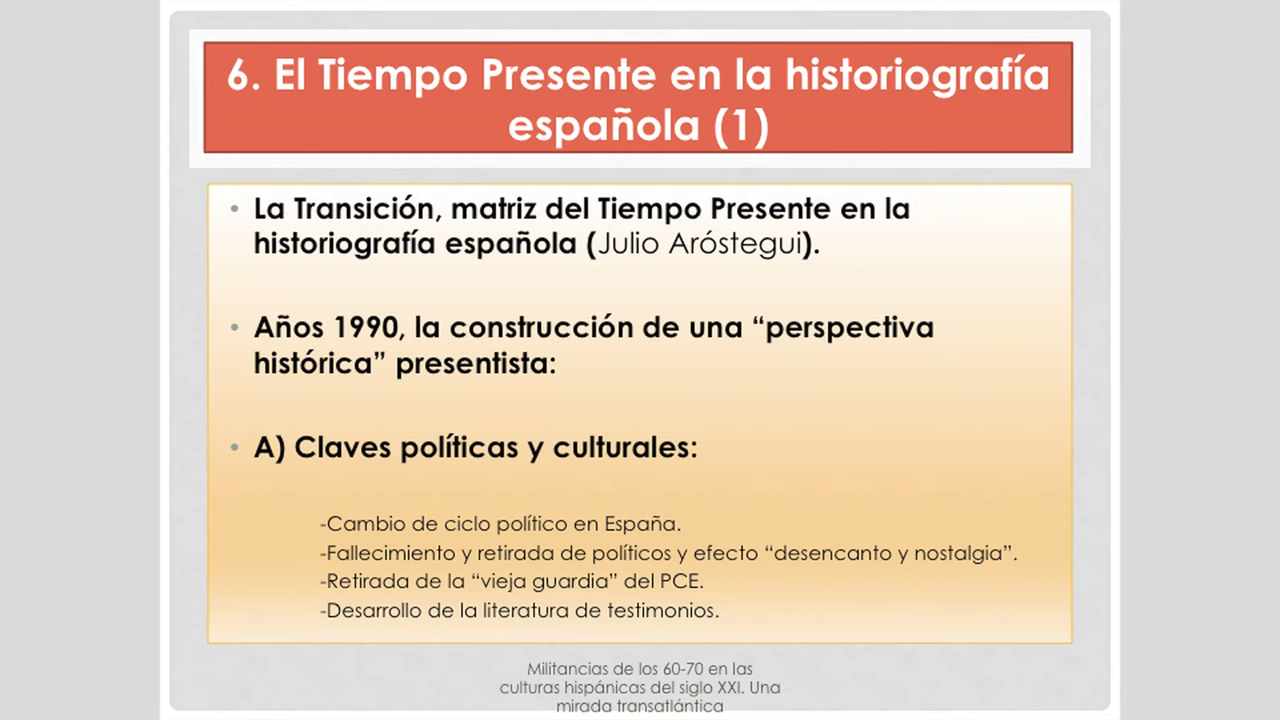 6. El Tiempo Presente en la historiografía
española (1)
• La Transición, matriz del Tiempo Presente en la
historiografía española (Julio Aróstegui).
• Años 1990, la construcción de una “perspectiva
histórica” presentista:
• A) Claves políticas y culturales:
-Cambio de ciclo político en España.
-Fallecimiento y retirada de políticos y efecto “desencanto y nostalgia”.
-Retirada de la “vieja guardia” del PCE.
-Desarrollo de la literatura de testimonios.
Militancias de los 60-70 en las
culturas hispánicas del siglo XXI. Una
mirada transatlántica